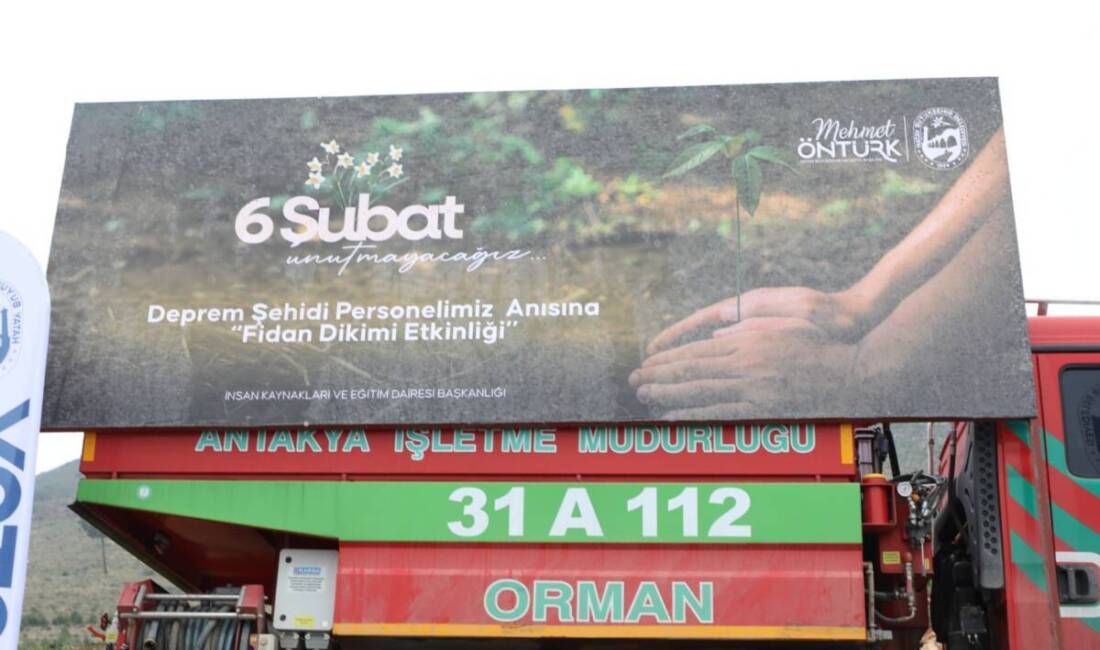 Mehmet
ÖNTÜRK
6 Şubat
unutmayacağız...
Deprem Şehidi Personelimiz Anısına
“Fidan Dikimi Etkinliği”
İNSAN KAYNAKLARI VE EĞİTİM DAİRESİ BAŞKANLIĞI
ANTAKYA İŞLETME MÜDÜRLÜĞÜ
31 A 112
ORMAN